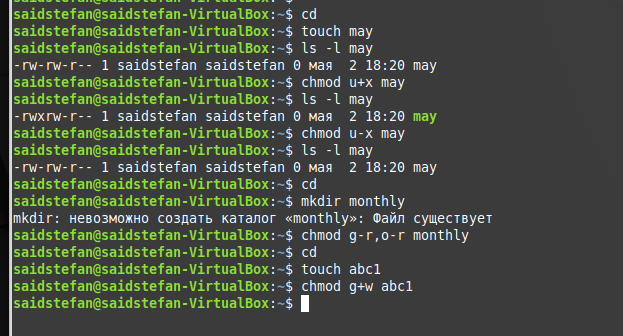 saidstefan@saidstefan-VirtualBox:~$ cd
saidstefan@saidstefan-VirtualBox:~$ touch may
saidstefan@saidstefan-VirtualBox:~$ ls -l may
-rw-rw-r-- 1 saidstefan saidstefan 0 мая  2 18:20 may
saidstefan@saidstefan-VirtualBox:~$ chmod u+x may
saidstefan@saidstefan-VirtualBox:~$ ls -l may
-rwxrw-r-- 1 saidstefan saidstefan 0 мая  2 18:20 may
saidstefan@saidstefan-VirtualBox:~$ chmod u-x may
saidstefan@saidstefan-VirtualBox:~$ ls -l may
-rw-rw-r-- 1 saidstefan saidstefan 0 мая  2 18:20 may
saidstefan@saidstefan-VirtualBox:~$ cd
saidstefan@saidstefan-VirtualBox:~$ mkdir monthly
mkdir: невозможно создать каталог «monthly»: Файл существует
saidstefan@saidstefan-VirtualBox:~$ chmod g-r,o-r monthly
saidstefan@saidstefan-VirtualBox:~$ cd
saidstefan@saidstefan-VirtualBox:~$ touch abc1
saidstefan@saidstefan-VirtualBox:~$ chmod g+w abc1
saidstefan@saidstefan-VirtualBox:~$